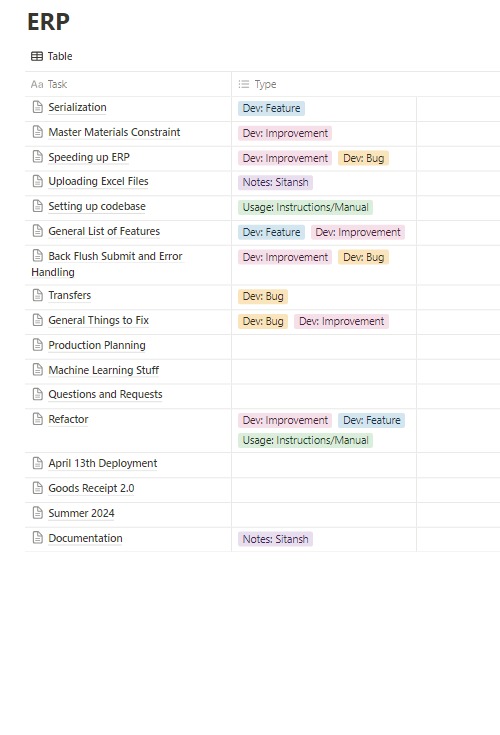 ERP
Table
Aa Task Type
Serialization Dev: Feature
Master Materials Constraint Dev: Improvement
Speeding up ERP Dev: Improvement Dev: Bug
Uploading Excel Files Notes: Sitansh
Setting up codebase Usage: Instructions/Manual
General List of Features Dev: Feature Dev: Improvement
Back Flush Submit and Error Dev: Improvement Dev: Bug
Handling
Transfers Dev: Bug
General Things to Fix Dev: Bug Dev: Improvement
Production Planning
Machine Learning Stuff
Questions and Requests
Refactor Dev: Improvement Dev: Feature
Usage: Instructions/Manual
April 13th Deployment
Goods Receipt 2.0
Summer 2024
Documentation Notes: Sitansh